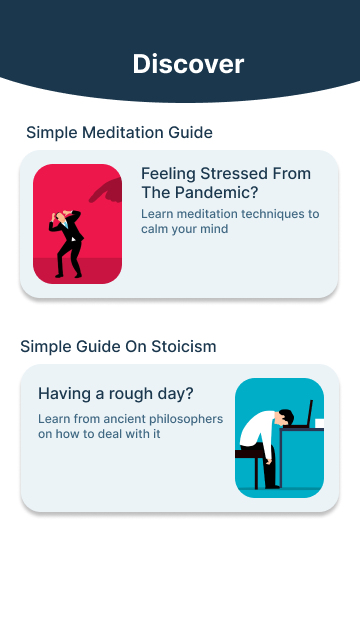 Discover
Simple Meditation Guide
Feeling Stressed From
The Pandemic?
Learn meditation techniques to
calm your mind
Simple Guide On Stoicism
Having a rough day?
Learn from ancient philosophers
on how to deal with it